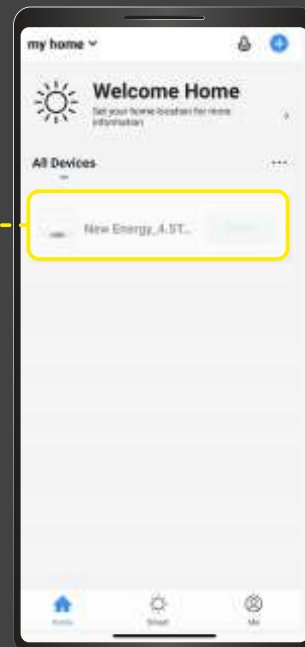 my home
Welcome Home
Set your home location for more
information
All Devices
New Energy_4.5T...
Home
Smart
Me